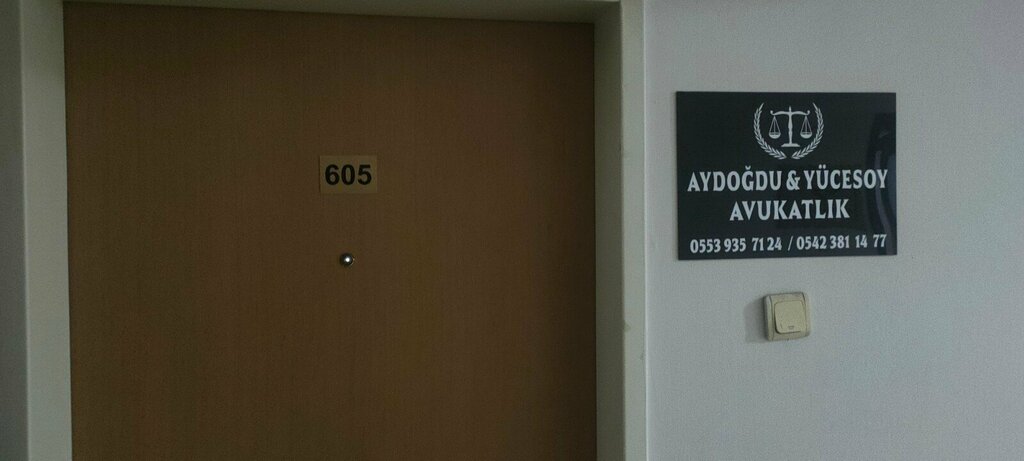 605
AYDOĞDU & YÜCESOY
AVUKATLIK
0553 935 71 24 / 0542 381 14 77